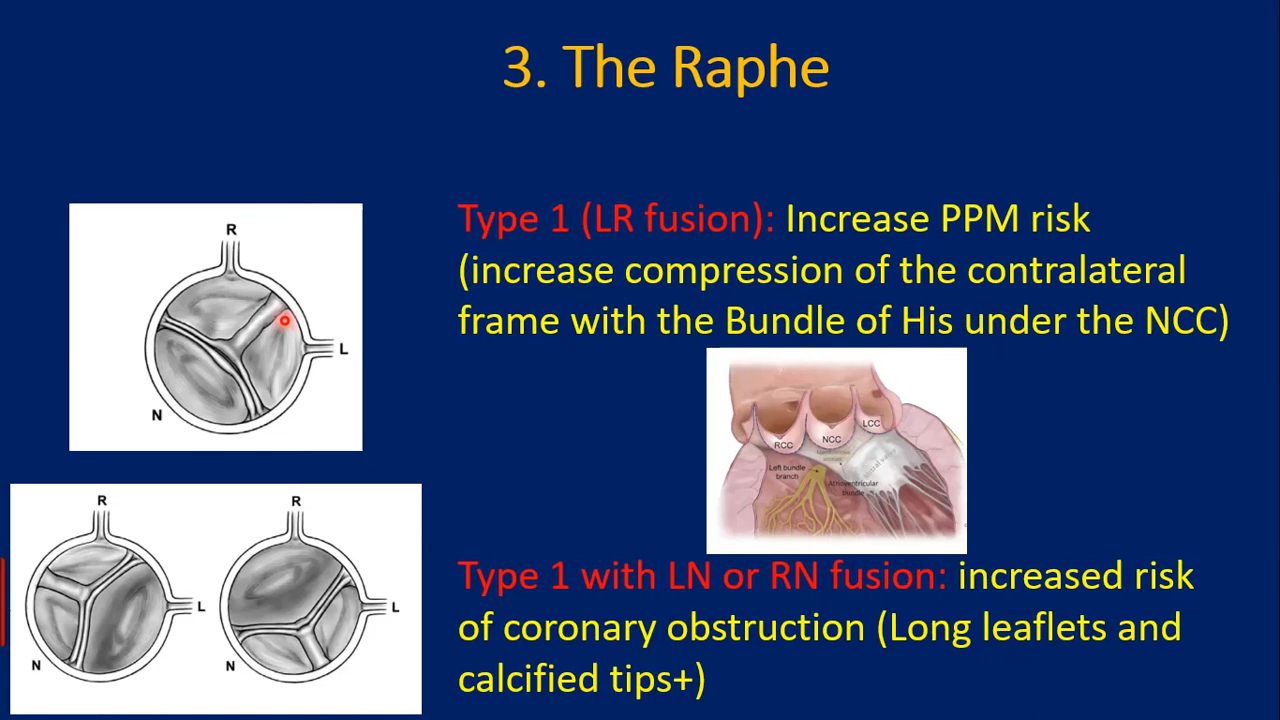 3. The Raphe
R
L
N
Type 1 (LR fusion): Increase PPM risk
(increase compression of the contralateral
frame with the Bundle of His under the NCC)
RCC
NCC
LCC
Left bundle
branch
Atrioventricular
bundle
R
L
N
R
L
N
Type 1 with LN or RN fusion: increased risk
of coronary obstruction (Long leaflets and
calcified tips+)